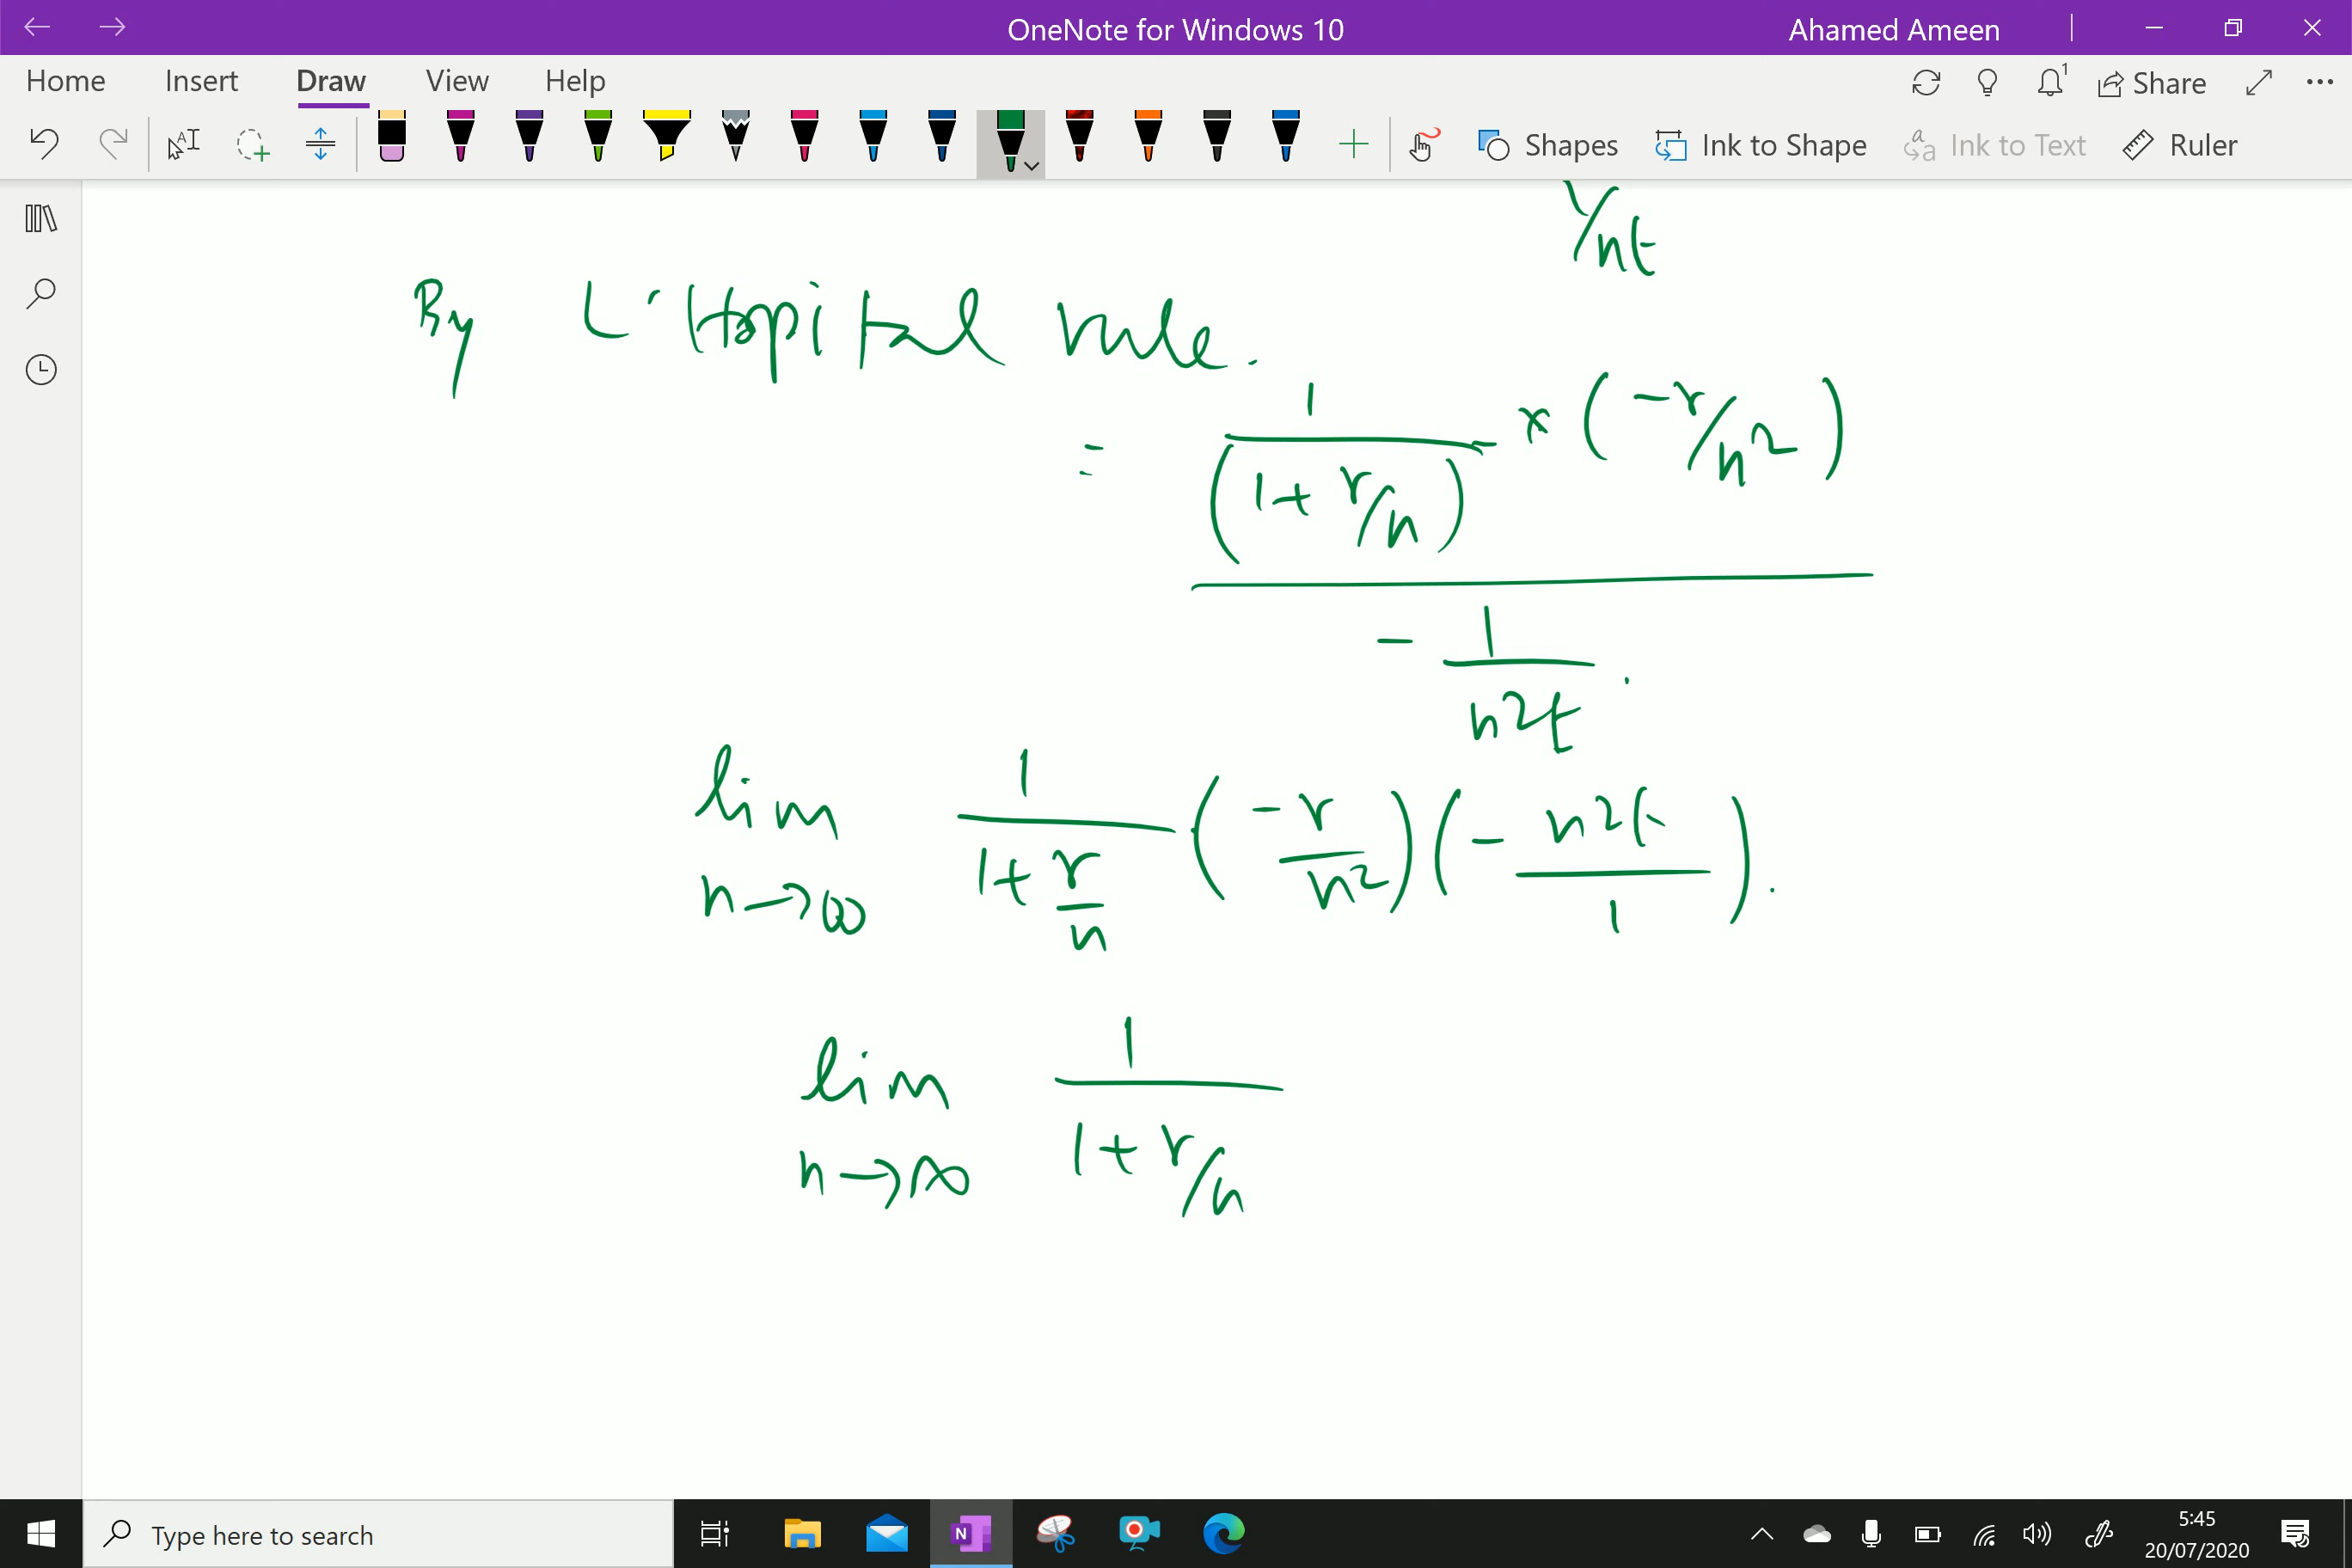 OneNote for Windows 10
Ahamed Ameen
Home Insert Draw View Help
1
Share
Shapes Ink to Shape Ink to Text Ruler
1/nt
By L'Hopital rule.
= 1/(1 + r/n) × (-r/n2)
- 1/n2t .
lim n→∞ 1/(1 + r/n) (-r/n2)(- n2t/1).
lim n→∞ 1/(1 + r/n)
Type here to search
N
5:45
20/07/2020